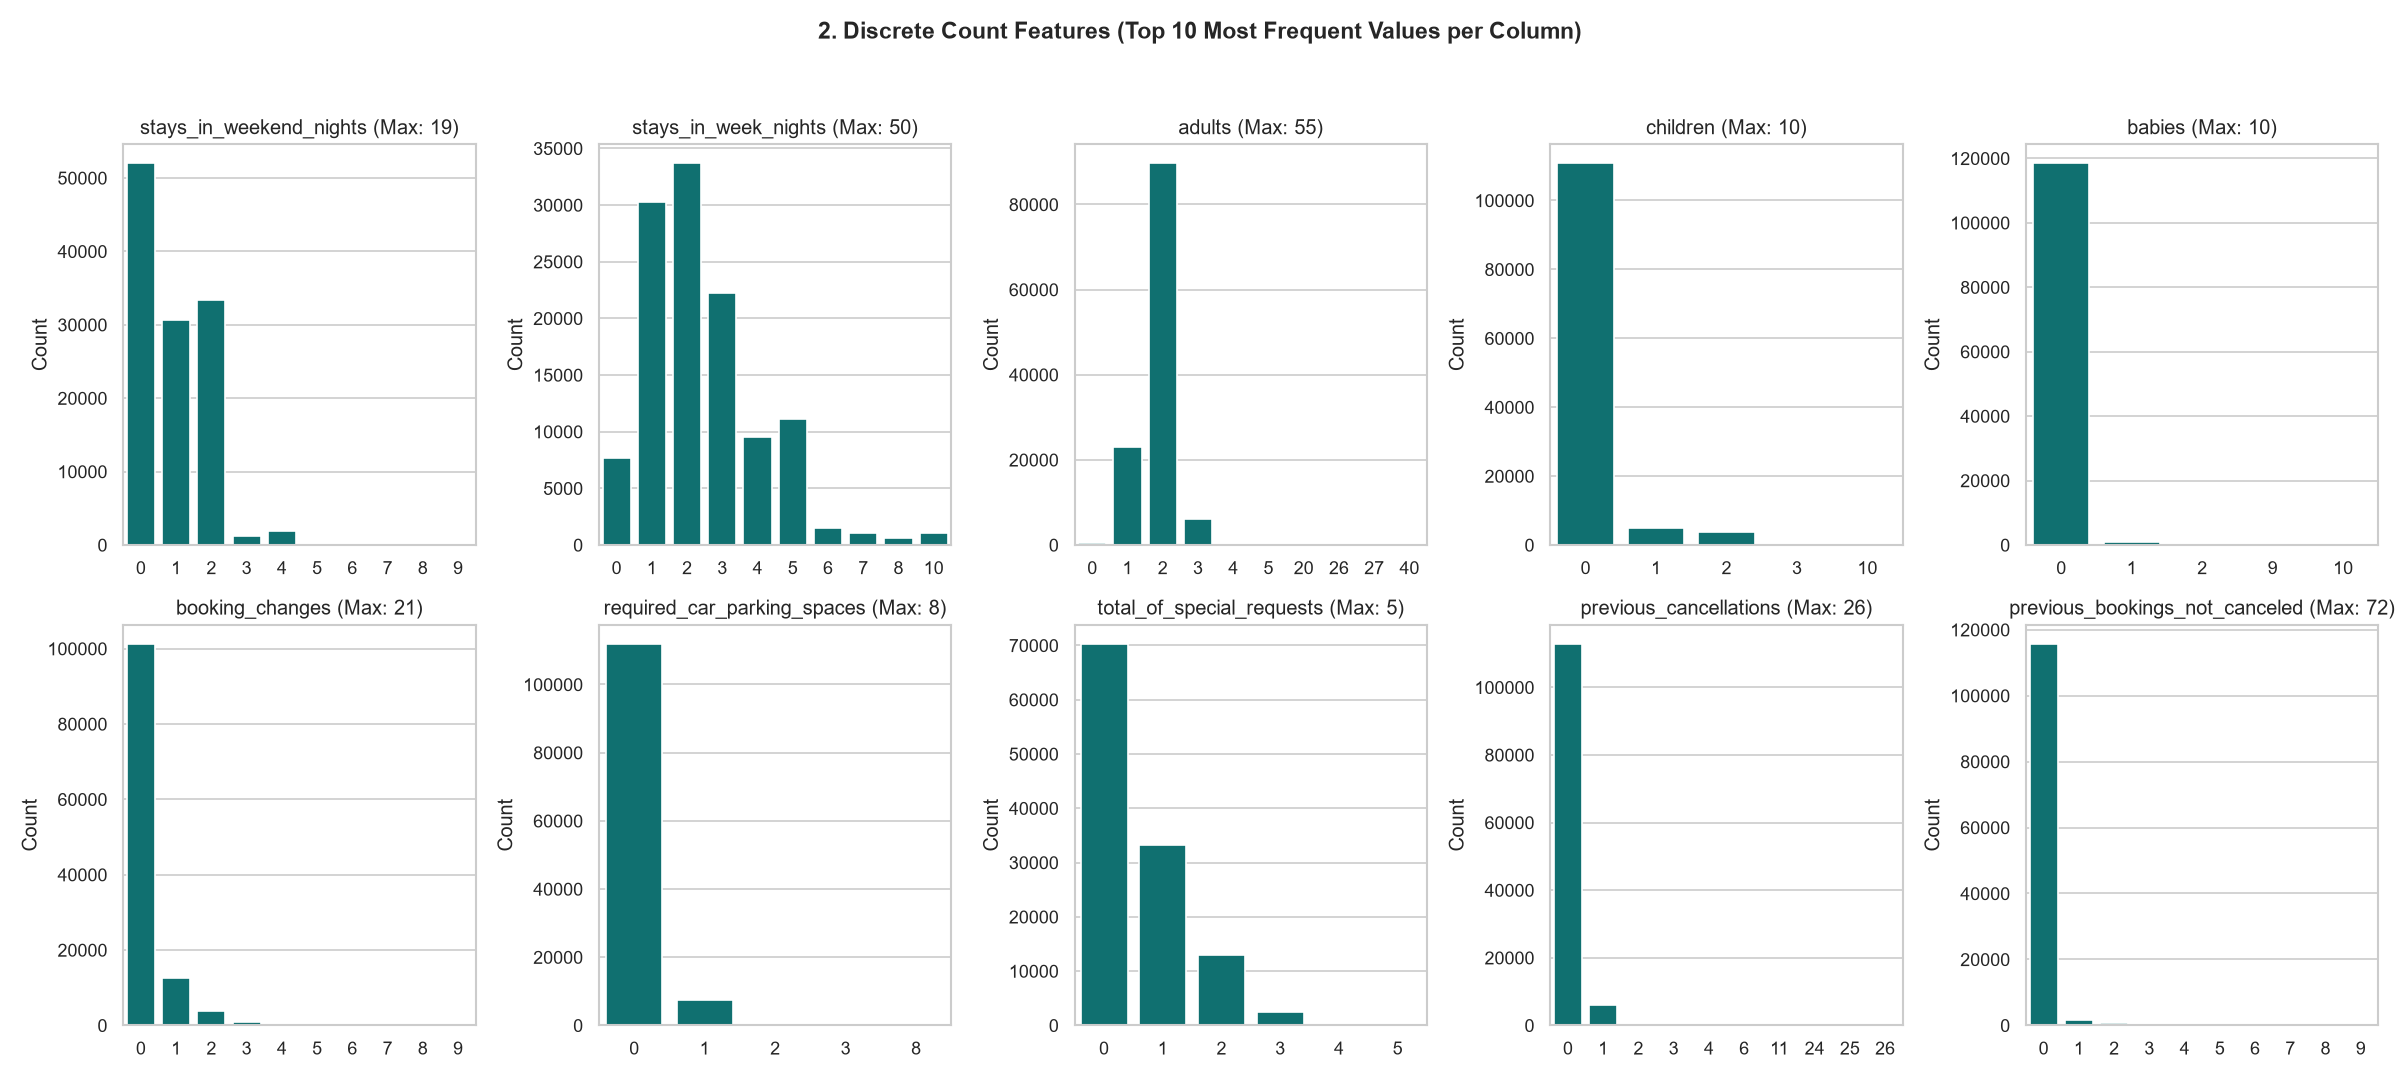 2. Discrete Count Features (Top 10 Most Frequent Values per Column)
stays_in_weekend_nights (Max: 19)
Count
50000
40000
30000
20000
10000
0
0 1 2 3 4 5 6 7 8 9
stays_in_week_nights (Max: 50)
Count
35000
30000
25000
20000
15000
10000
5000
0
0 1 2 3 4 5 6 7 8 10
adults (Max: 55)
Count
80000
60000
40000
20000
0
0 1 2 3 4 5 20 26 27 40
children (Max: 10)
Count
100000
80000
60000
40000
20000
0
0 1 2 3 10
babies (Max: 10)
Count
120000
100000
80000
60000
40000
20000
0
0 1 2 9 10
booking_changes (Max: 21)
Count
100000
80000
60000
40000
20000
0
0 1 2 3 4 5 6 7 8 9
required_car_parking_spaces (Max: 8)
Count
100000
80000
60000
40000
20000
0
0 1 2 3 8
total_of_special_requests (Max: 5)
Count
70000
60000
50000
40000
30000
20000
10000
0
0 1 2 3 4 5
previous_cancellations (Max: 26)
Count
100000
80000
60000
40000
20000
0
0 1 2 3 4 6 11 24 25 26
previous_bookings_not_canceled (Max: 72)
Count
120000
100000
80000
60000
40000
20000
0
0 1 2 3 4 5 6 7 8 9